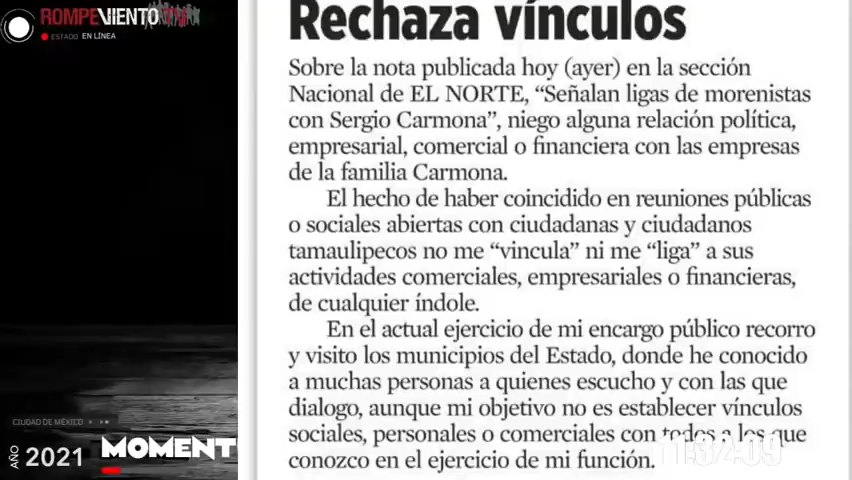 ROMPEVIENTO TV
ESTADO EN LÍNEA
Rechaza vínculos
Sobre la nota publicada hoy (ayer) en la sección
Nacional de EL NORTE, “Señalan ligas de morenistas
con Sergio Carmona”, niego alguna relación política,
empresarial, comercial o financiera con las empresas
de la familia Carmona.
El hecho de haber coincidido en reuniones públicas
o sociales abiertas con ciudadanas y ciudadanos
tamaulipecos no me “vincula” ni me “liga” a sus
actividades comerciales, empresariales o financieras,
de cualquier índole.
En el actual ejercicio de mi encargo público recorro
y visito los municipios del Estado, donde he conocido
a muchas personas a quienes escucho y con las que
dialogo, aunque mi objetivo no es establecer vínculos
sociales, personales o comerciales con todos a los que
conozco en el ejercicio de mi función.
CIUDAD DE MÉXICO
AÑO 2021 MOMENT
11:34:09